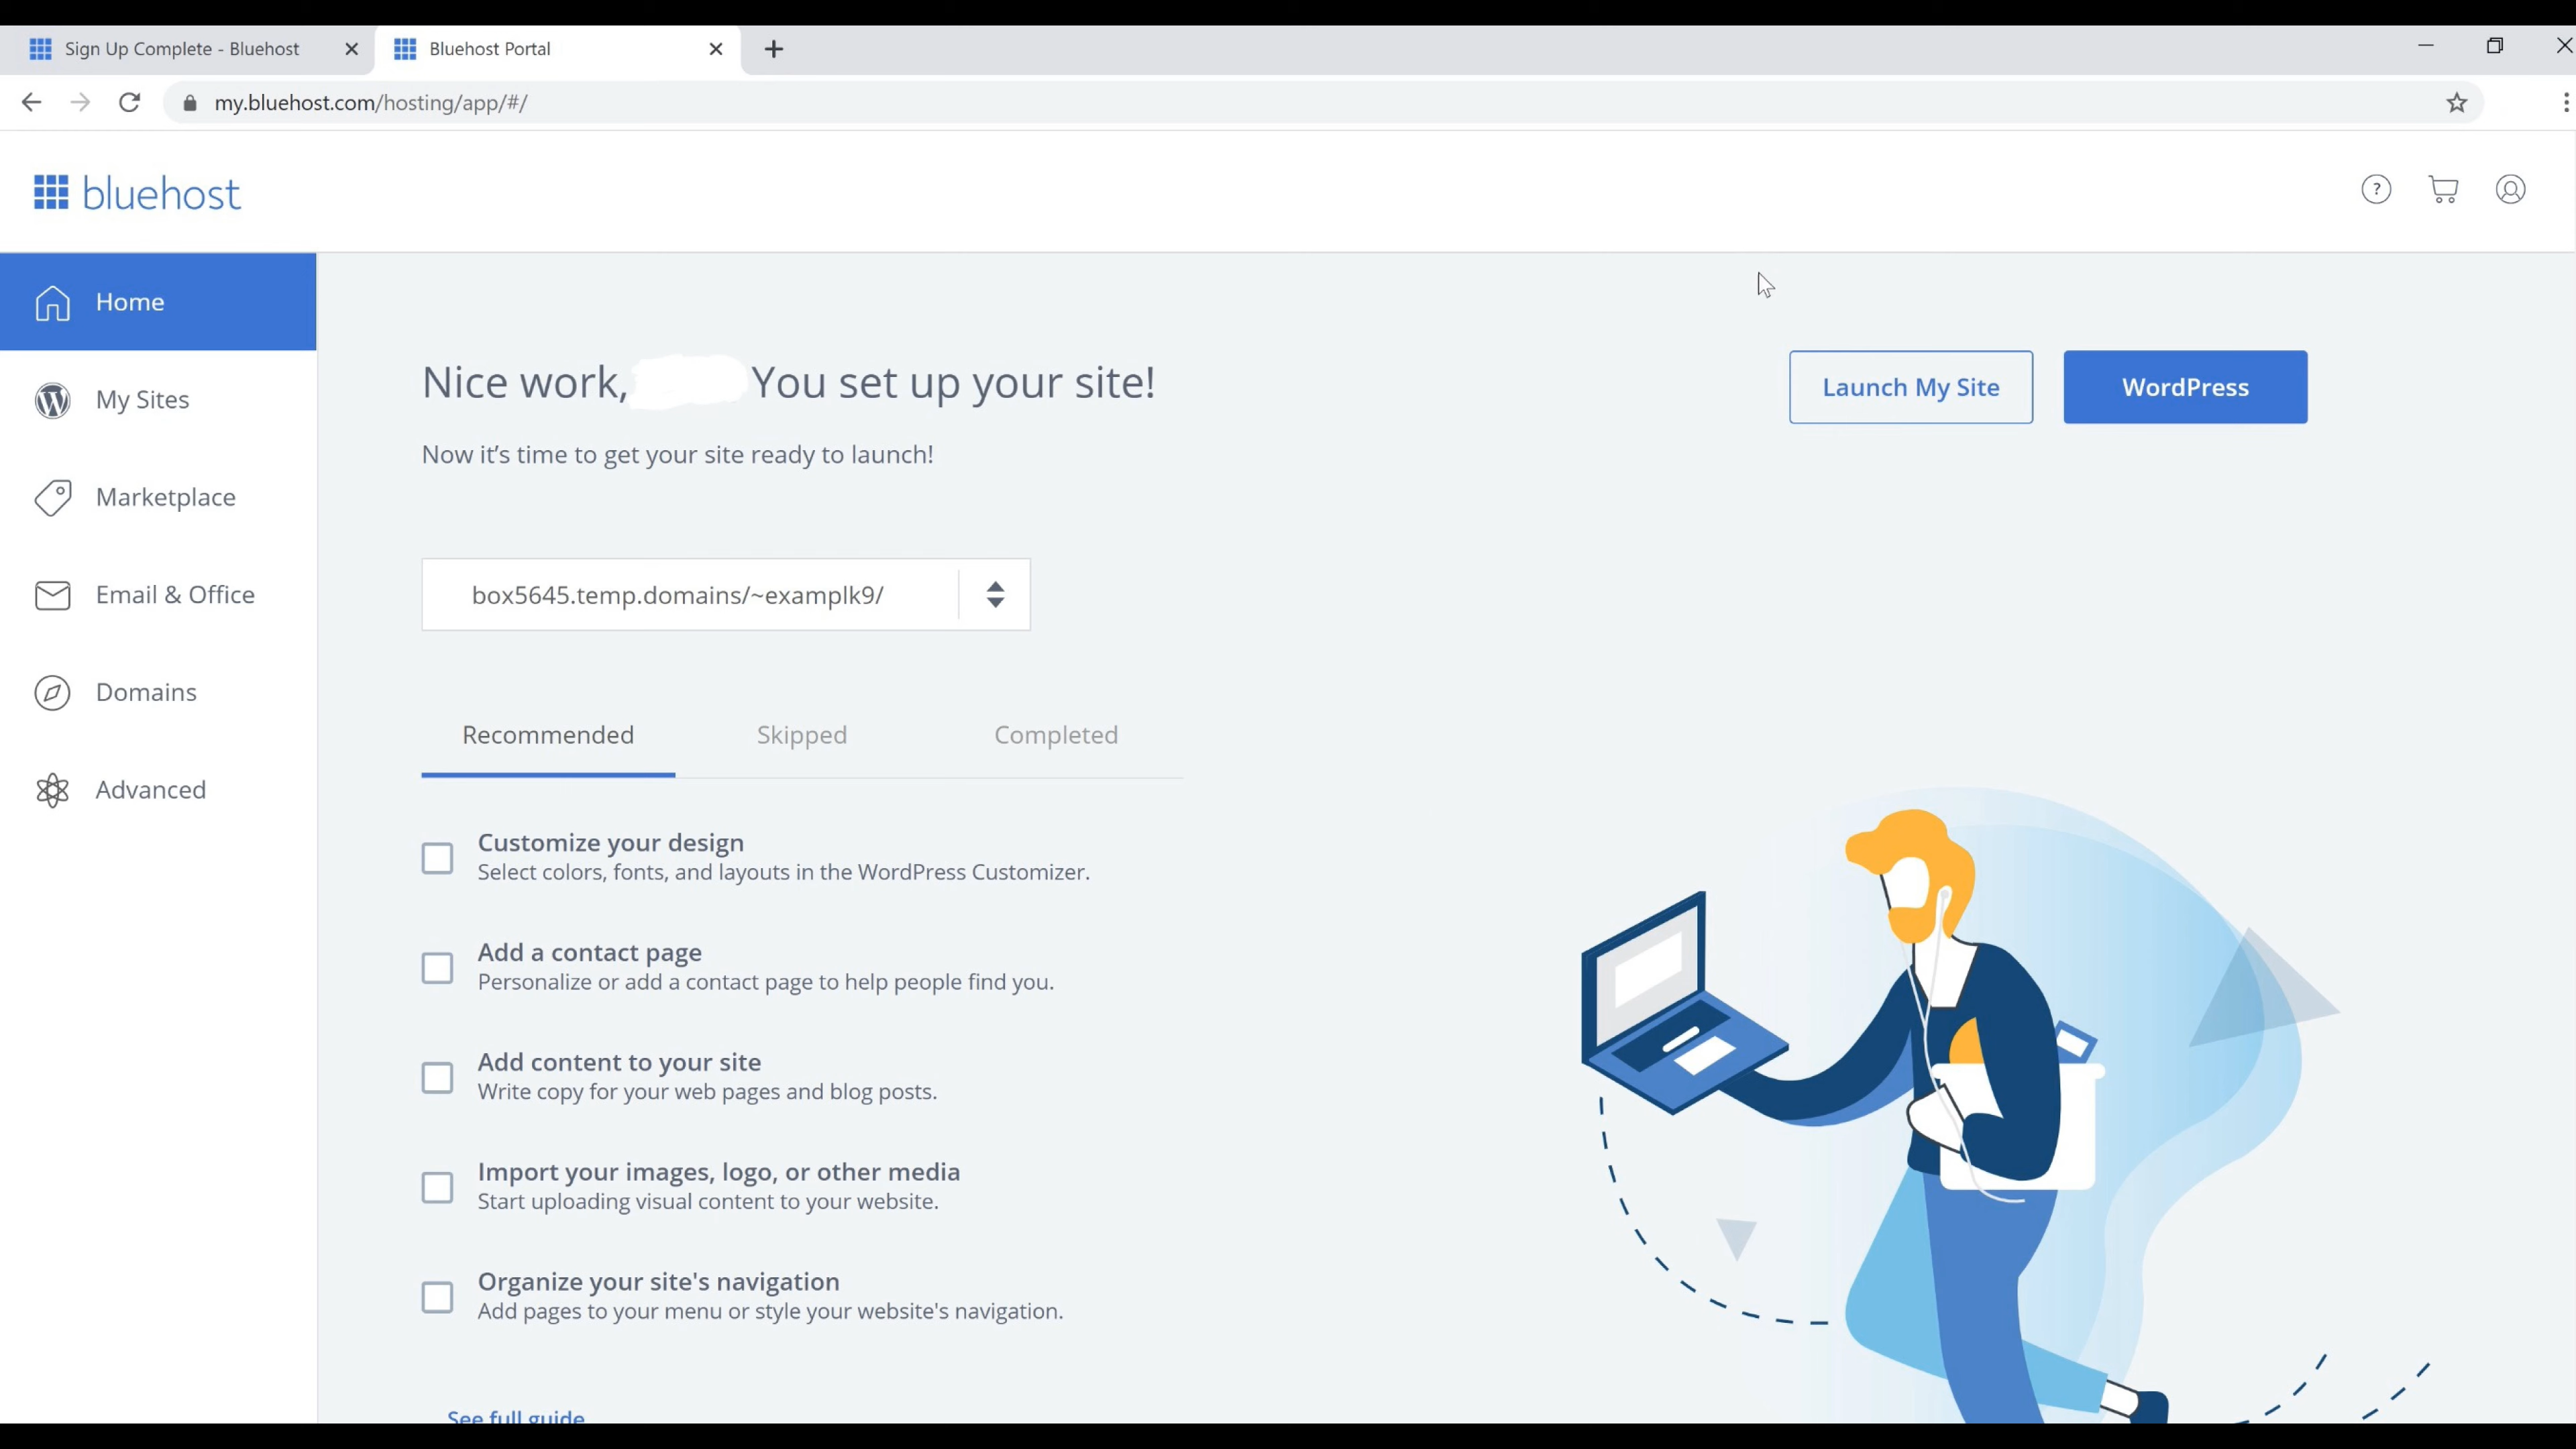 Sign Up Complete - Bluehost
Bluehost Portal
my.bluehost.com/hosting/app/#/
bluehost
Home
My Sites
Marketplace
Email & Office
Domains
Advanced
Nice work, You set up your site!
Now it’s time to get your site ready to launch!
Launch My Site
WordPress
box5645.temp.domains/~examplk9/
Recommended Skipped Completed
Customize your design
Select colors, fonts, and layouts in the WordPress Customizer.
Add a contact page
Personalize or add a contact page to help people find you.
Add content to your site
Write copy for your web pages and blog posts.
Import your images, logo, or other media
Start uploading visual content to your website.
Organize your site's navigation
Add pages to your menu or style your website's navigation.
See full guide